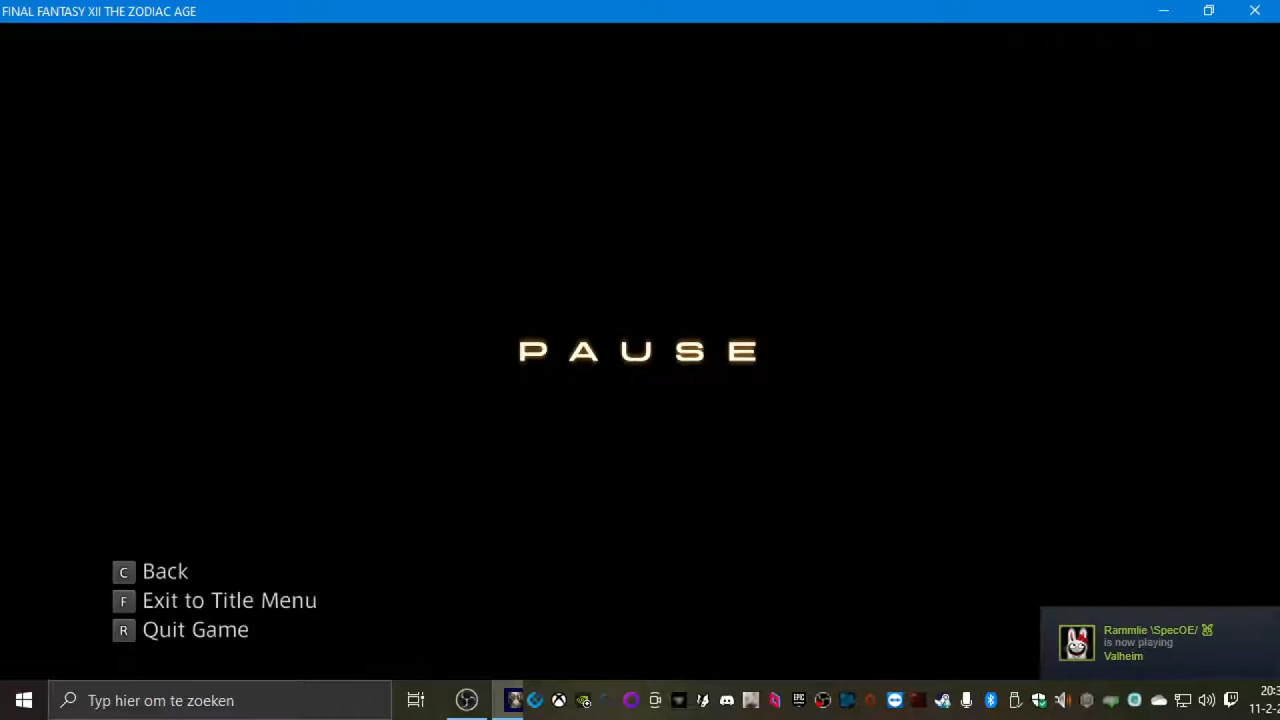 FINAL FANTASY XII THE ZODIAC AGE
PAUSE
C Back
F Exit to Title Menu
R Quit Game
Rammlie \SpecOE/
is now playing
Valheim
Typ hier om te zoeken